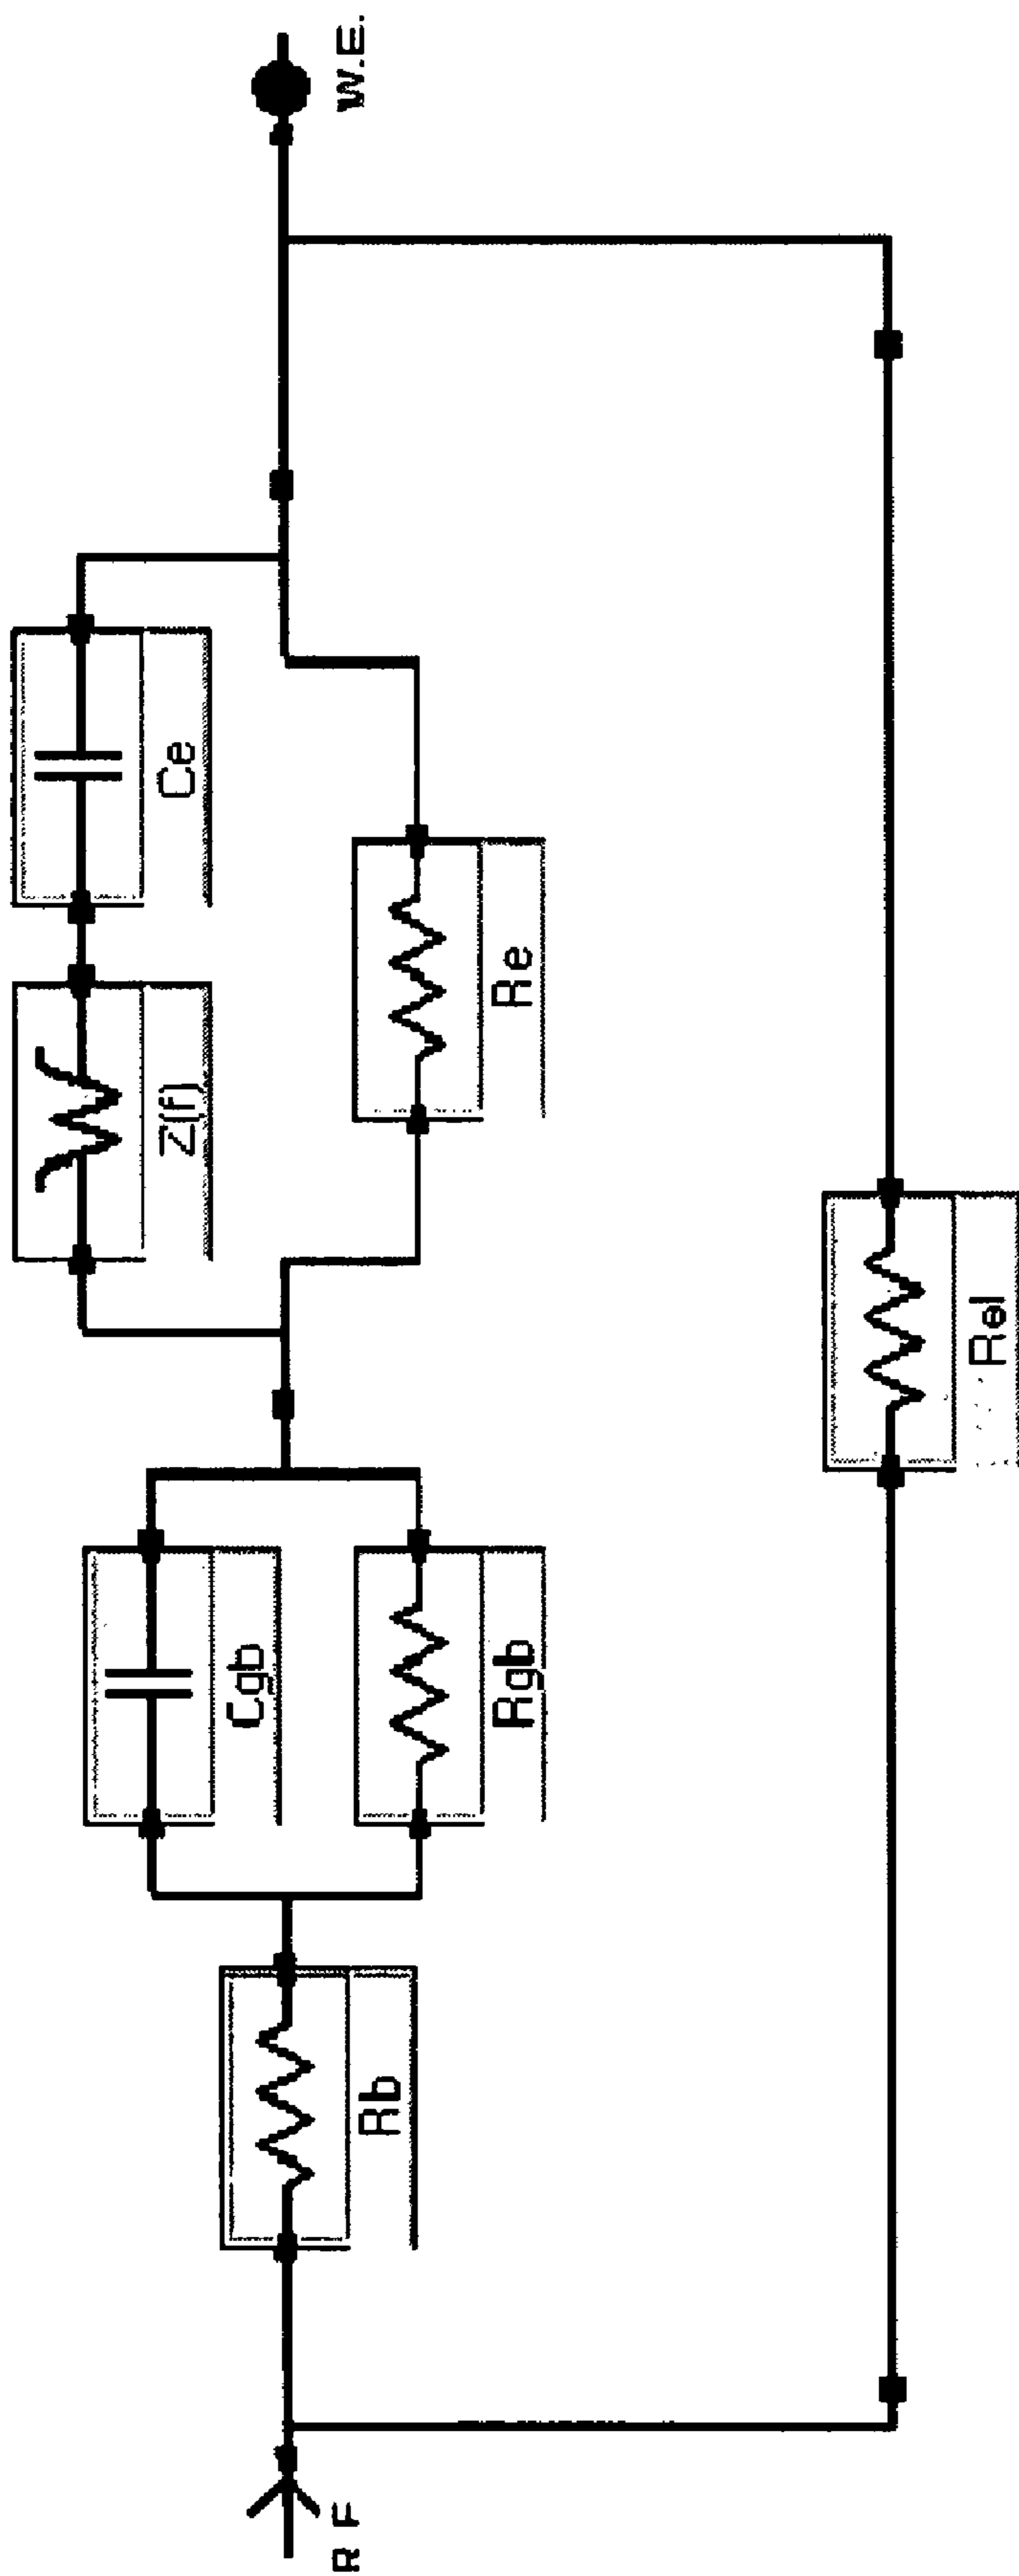 R F
Rb
Cgb
Rgb
Z(f)
Ce
Re
Rel
W.E.